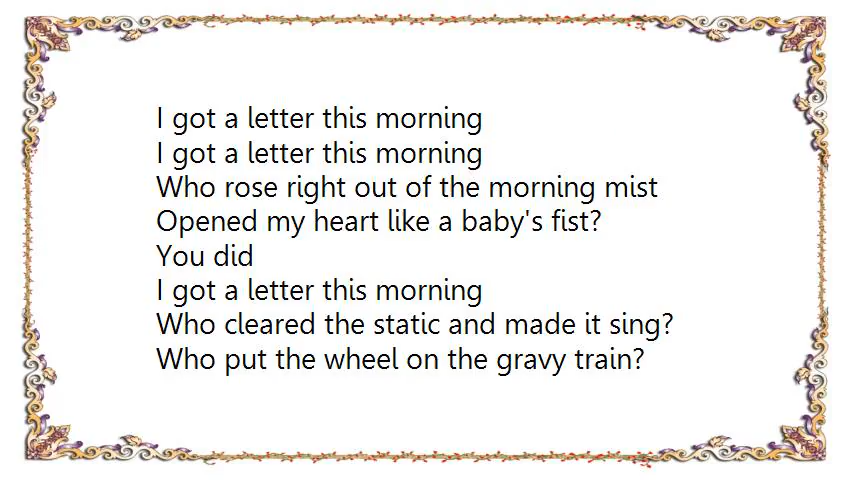 I got a letter this morning
I got a letter this morning
Who rose right out of the morning mist
Opened my heart like a baby's fist?
You did
I got a letter this morning
Who cleared the static and made it sing?
Who put the wheel on the gravy train?